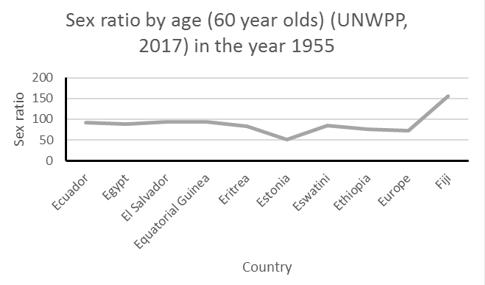 Sex ratio by age (60 year olds) (UNWPP,
2017) in the year 1955
Sex ratio
200
150
100
50
0
Ecuador
Egypt
El Salvador
Equatorial Guinea
Eritrea
Estonia
Eswatini
Ethiopia
Europe
Fiji
Country